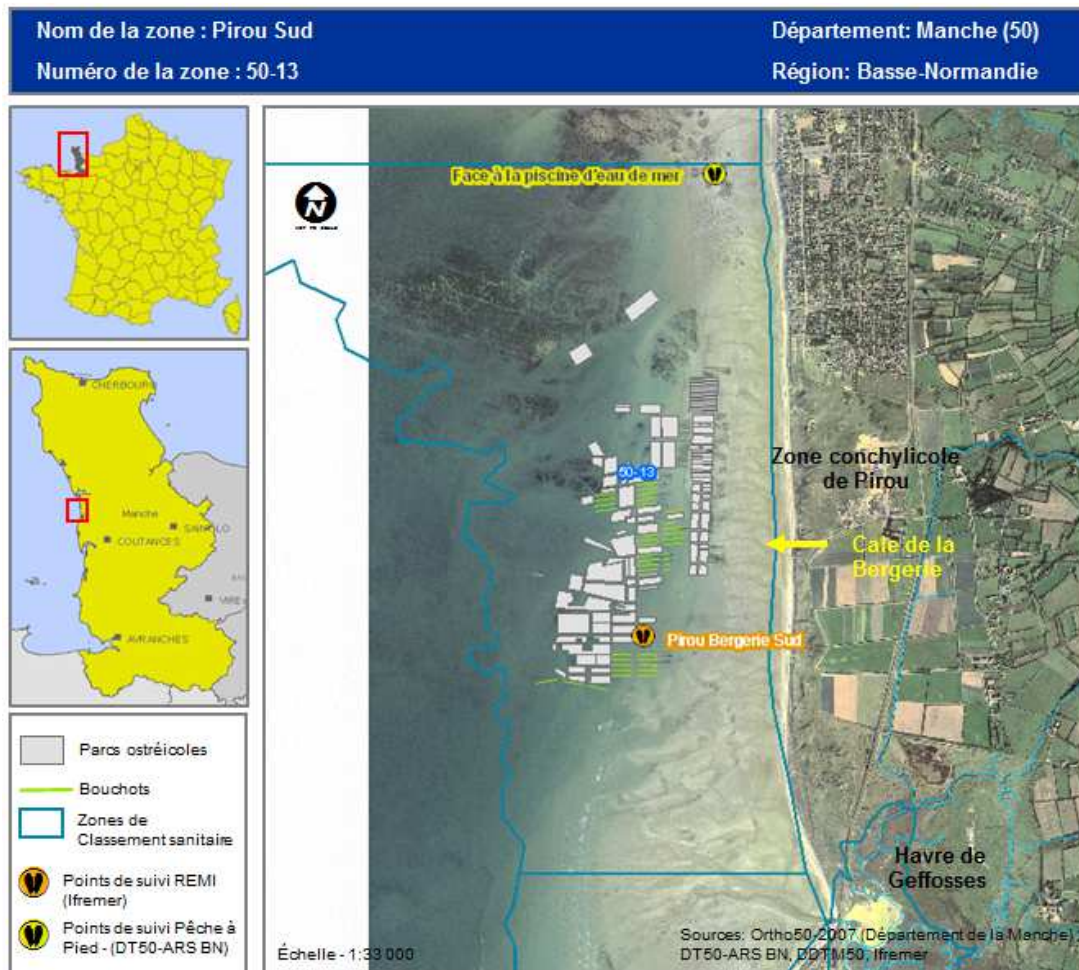 Nom de la zone : Pirou Sud
Département: Manche (50)
Numéro de la zone : 50-13
Région: Basse-Normandie
Face à la piscine d'eau de mer
N
CHERBOURG
Manche
COUTANCES
AVRANCHES
50-13
Zone conchylicole
de Pirou
Cale de la
Bergerie
Pirou Bergerie Sud
Havre de
Geffosses
Parcs ostréicoles
Bouchots
Zones de
Classement sanitaire
Points de suivi REMI
(Ifremer)
Points de suivi Pêche à
Pied - (DT50-ARS BN)
Échelle - 1:33 000
Sources: Ortho50-2007 (Département de la Manche)
DT50-ARS BN, DDTM50, Ifremer